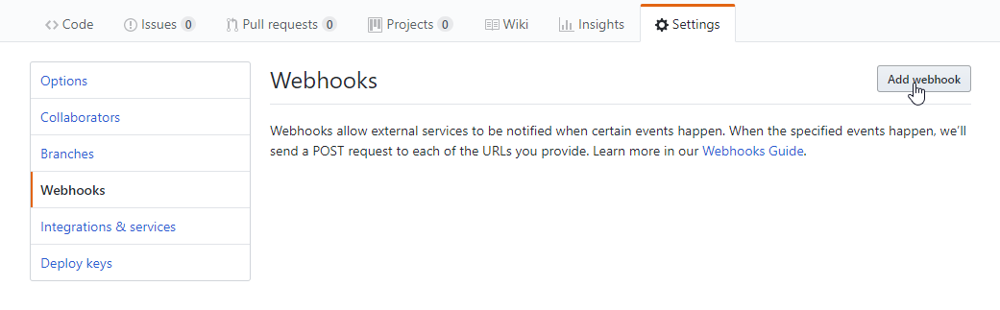 Code Issues 0 Pull requests 0 Projects 0 Wiki Insights Settings
Options
Collaborators
Branches
Webhooks
Integrations & services
Deploy keys
Webhooks
Add webhook
Webhooks allow external services to be notified when certain events happen. When the specified events happen, we’ll
send a POST request to each of the URLs you provide. Learn more in our Webhooks Guide.